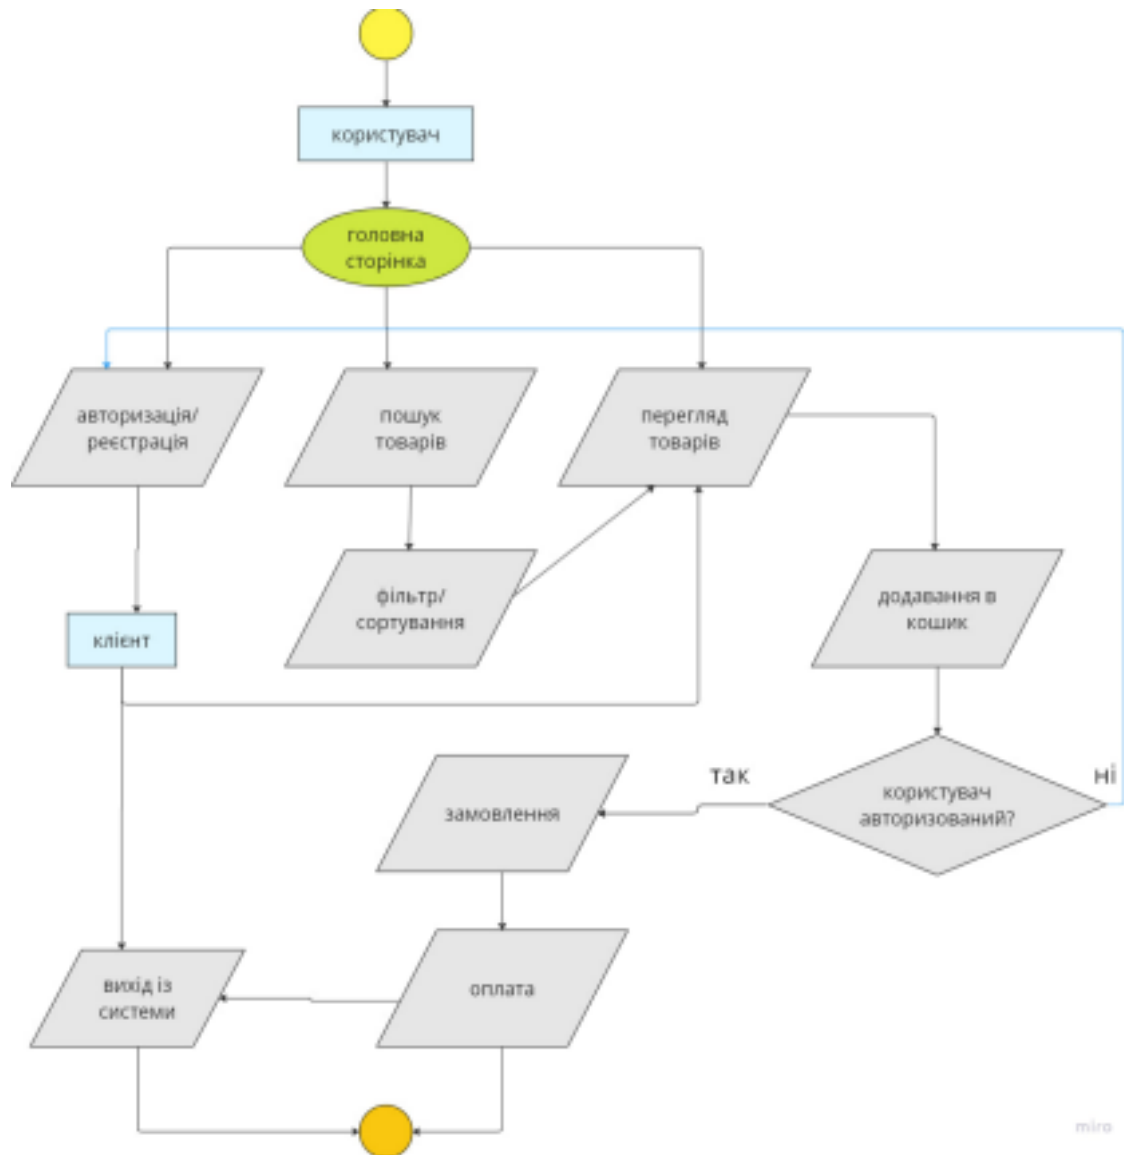 користувач
головна
сторінка
авторизація/
реєстрація
пошук
товарів
перегляд
товарів
фільтр/
сортування
додавання в
кошик
клієнт
так
ні
користувач
авторизований?
замовлення
вихід із
системи
оплата
miro